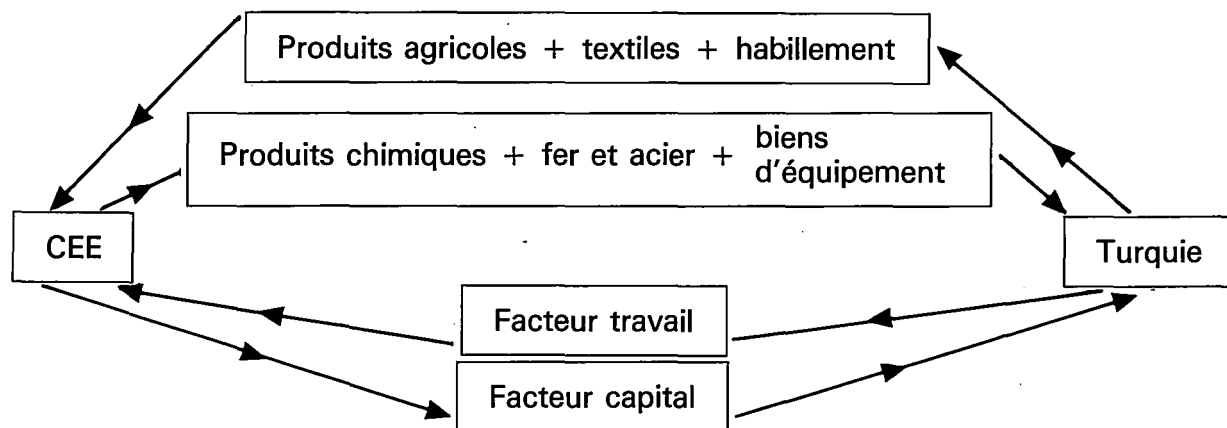 Produits agricoles + textiles + habillement
Produits chimiques + fer et acier + biens d'équipement
CEE
Turquie
Facteur travail
Facteur capital